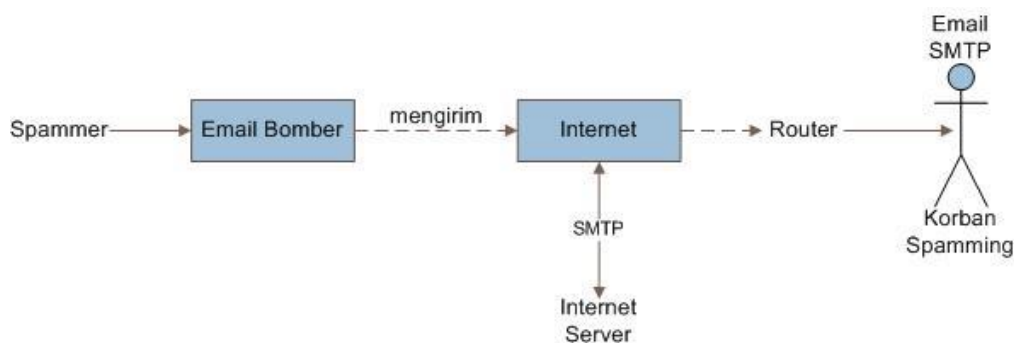 Email
SMTP
Spammer
Email Bomber
mengirim
Internet
Router
SMTP
Korban
Spamming
Internet
Server